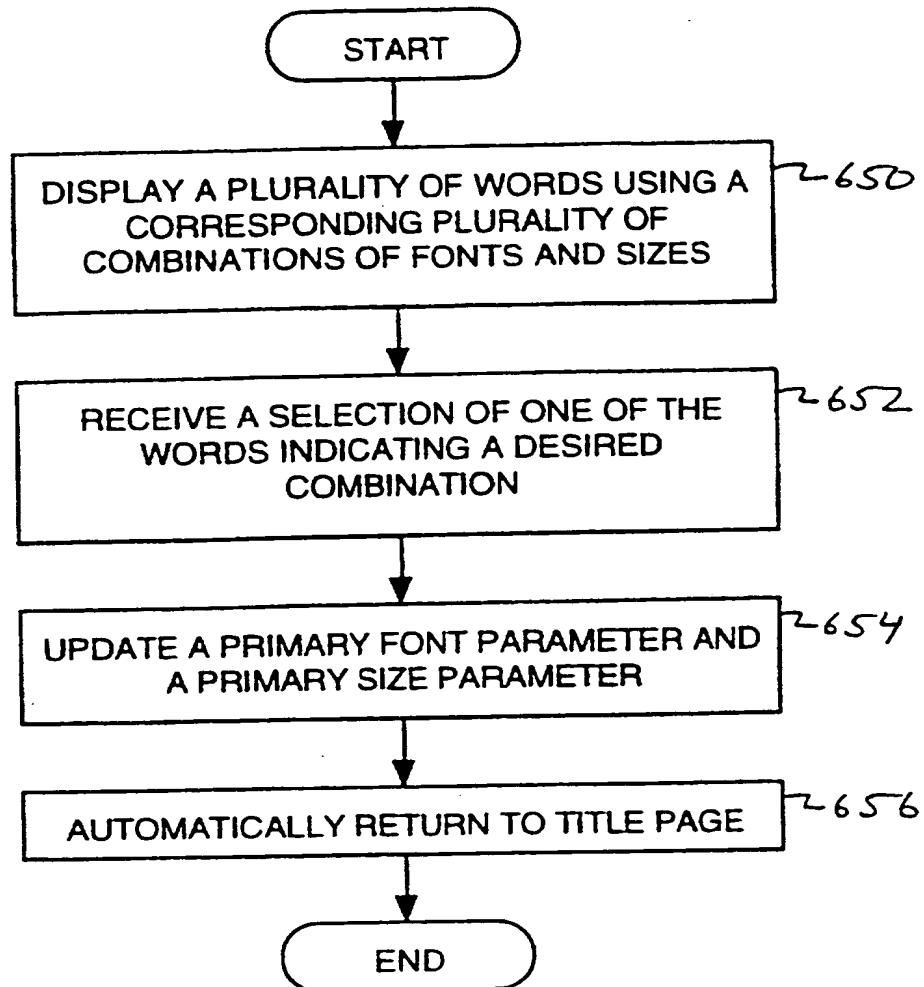 START
DISPLAY A PLURALITY OF WORDS USING A
CORRESPONDING PLURALITY OF
COMBINATIONS OF FONTS AND SIZES
650
RECEIVE A SELECTION OF ONE OF THE
WORDS INDICATING A DESIRED
COMBINATION
652
UPDATE A PRIMARY FONT PARAMETER AND
A PRIMARY SIZE PARAMETER
654
AUTOMATICALLY RETURN TO TITLE PAGE
656
END